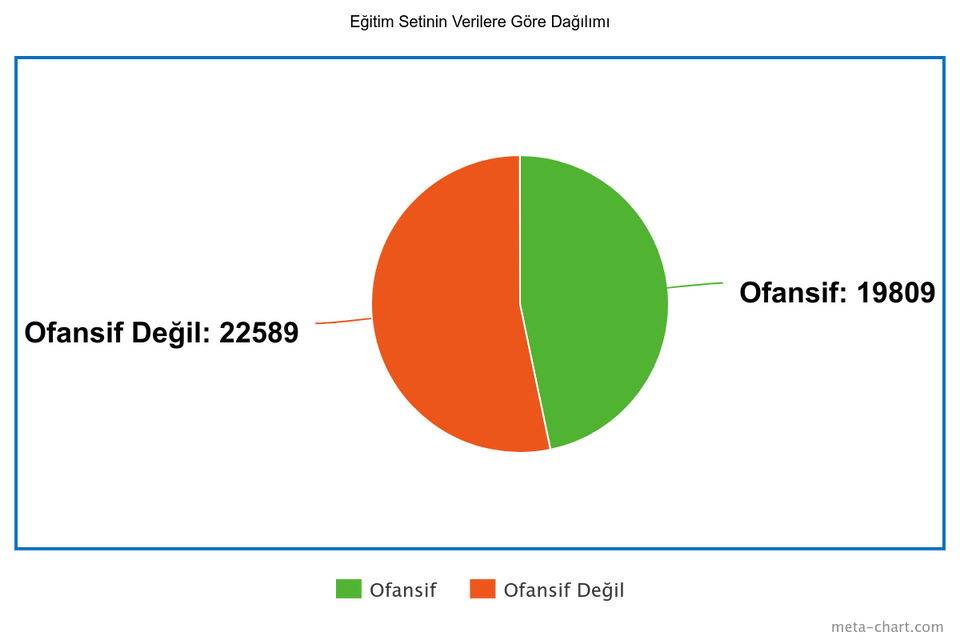 Eğitim Setinin Verilere Göre Dağılımı
Ofansif: 19809
Ofansif Değil: 22589
Ofansif
Ofansif Değil
meta-chart.com